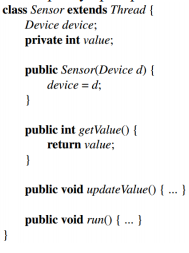 class Sensor extends Thread {
Device device;
private int value;
public Sensor(Device d) {
device = d;
}
public int getValue() {
return value;
}
public void updateValue() { ... }
public void run() { ... }
}